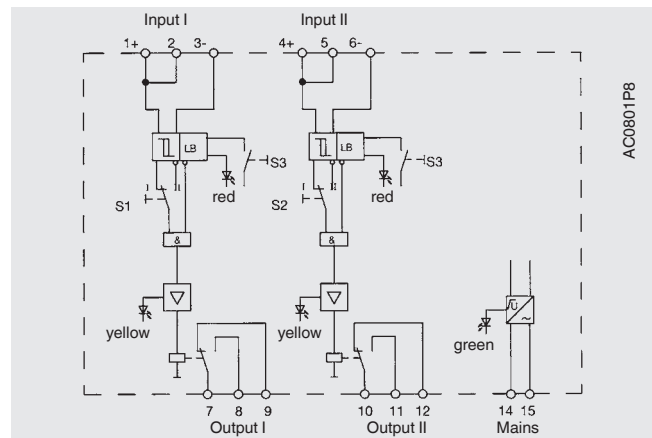 Input I
Input II
1+ 2 3-
4+ 5 6-
AC0801P8
LB
LB
S3
S3
red
red
S1
S2
&
&
yellow
yellow
green
U
~
7 8 9
10 11 12
14 15
Output I
Output II
Mains